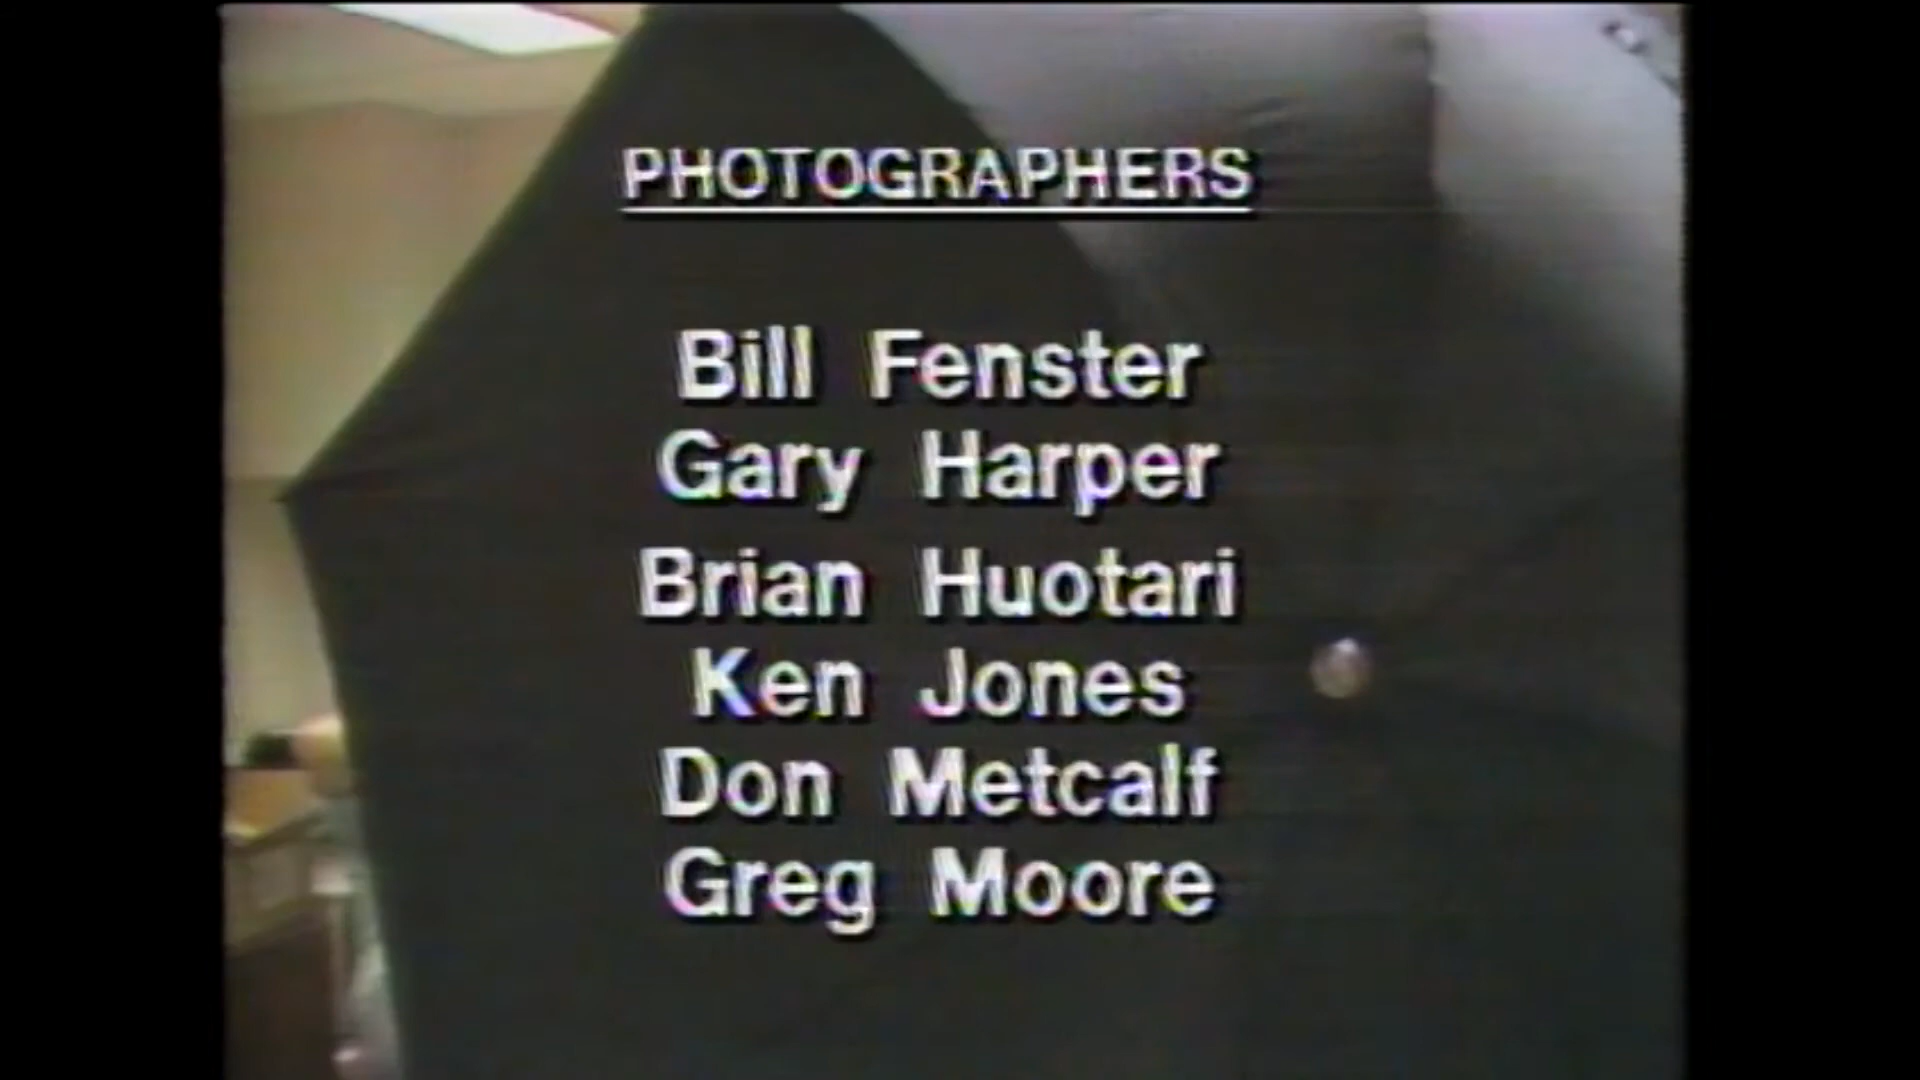 PHOTOGRAPHERS
Bill Fenster
Gary Harper
Brian Huotari
Ken Jones
Don Metcalf
Greg Moore